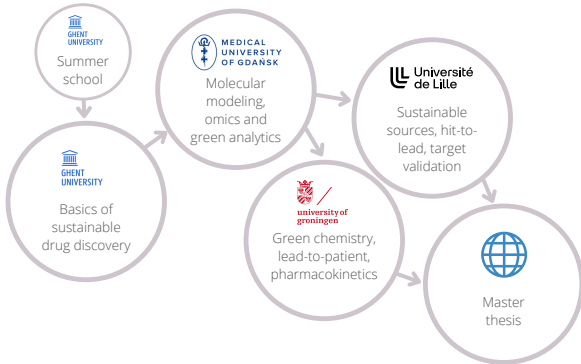 GHENT
UNIVERSITY
Summer
school
GHENT
UNIVERSITY
Basics of
sustainable
drug discovery
MEDICAL
UNIVERSITY
OF GDAŃSK
Molecular
modeling,
omics and
green analytics
Université
de Lille
Sustainable
sources, hit-to-
lead, target
validation
university of
groningen
Green chemistry,
lead-to-patient,
pharmacokinetics
Master
thesis